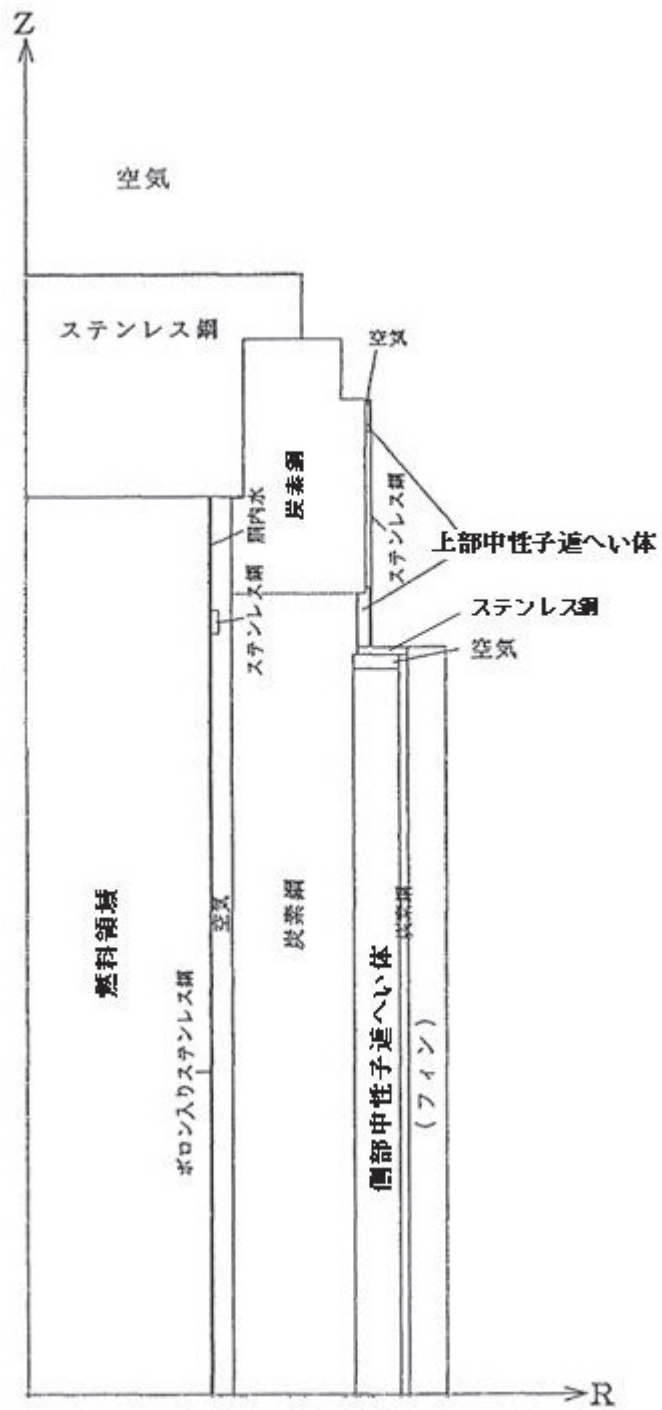 Z
空気
ステンレス鋼
空気
炭素鋼
胴内水
ステンレス鋼
上部中性子遮へい体
ステンレス鋼
ステンレス鋼
空気
燃料領域
空気
炭素鋼
炭素鋼
側部中性子遮へい体
(フィン)
ボロン入りステンレス鋼
R